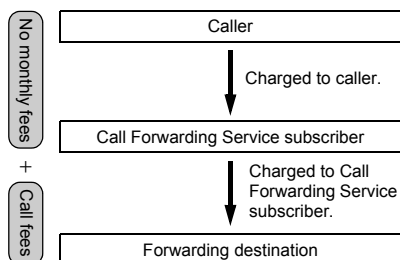 No monthly fees
+
Call fees
Caller
Charged to caller.
Call Forwarding Service subscriber
Charged to Call
Forwarding Service
subscriber.
Forwarding destination